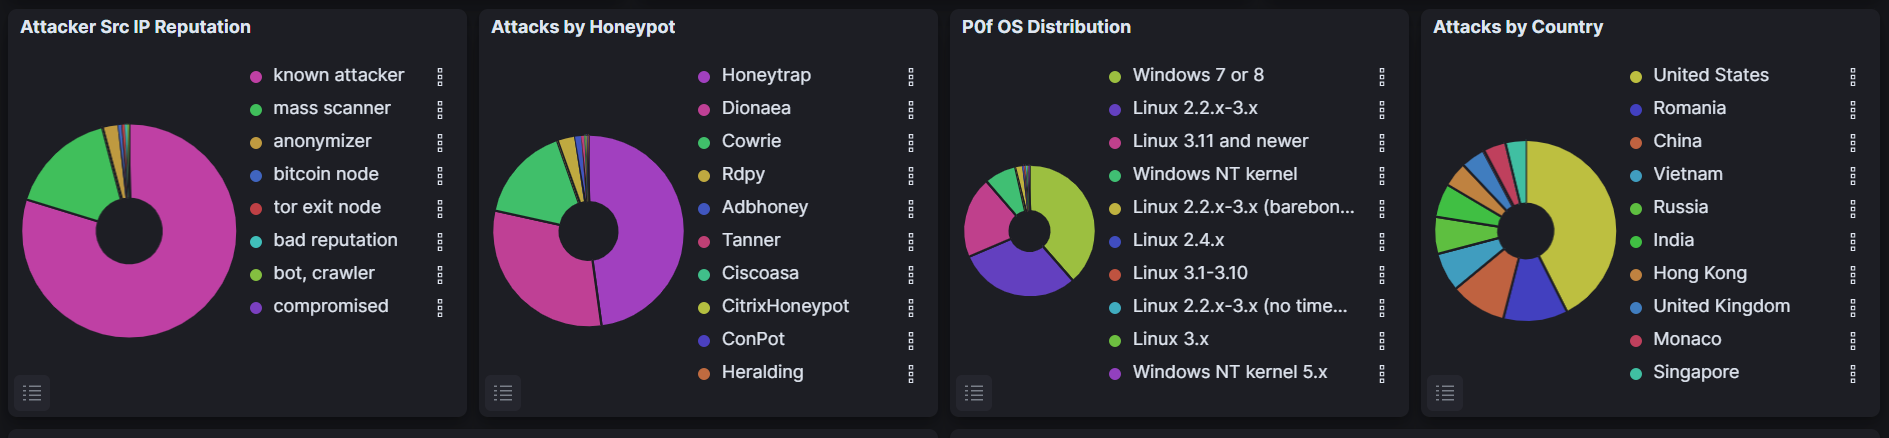 Attacker Src IP Reputation
known attacker
mass scanner
anonymizer
bitcoin node
tor exit node
bad reputation
bot, crawler
compromised
Attacks by Honeypot
Honeytrap
Dionaea
Cowrie
Rdpy
Adbhoney
Tanner
Ciscoasa
CitrixHoneypot
ConPot
Heralding
P0f OS Distribution
Windows 7 or 8
Linux 2.2.x-3.x
Linux 3.11 and newer
Windows NT kernel
Linux 2.2.x-3.x (barebon...
Linux 2.4.x
Linux 3.1-3.10
Linux 2.2.x-3.x (no time...
Linux 3.x
Windows NT kernel 5.x
Attacks by Country
United States
Romania
China
Vietnam
Russia
India
Hong Kong
United Kingdom
Monaco
Singapore